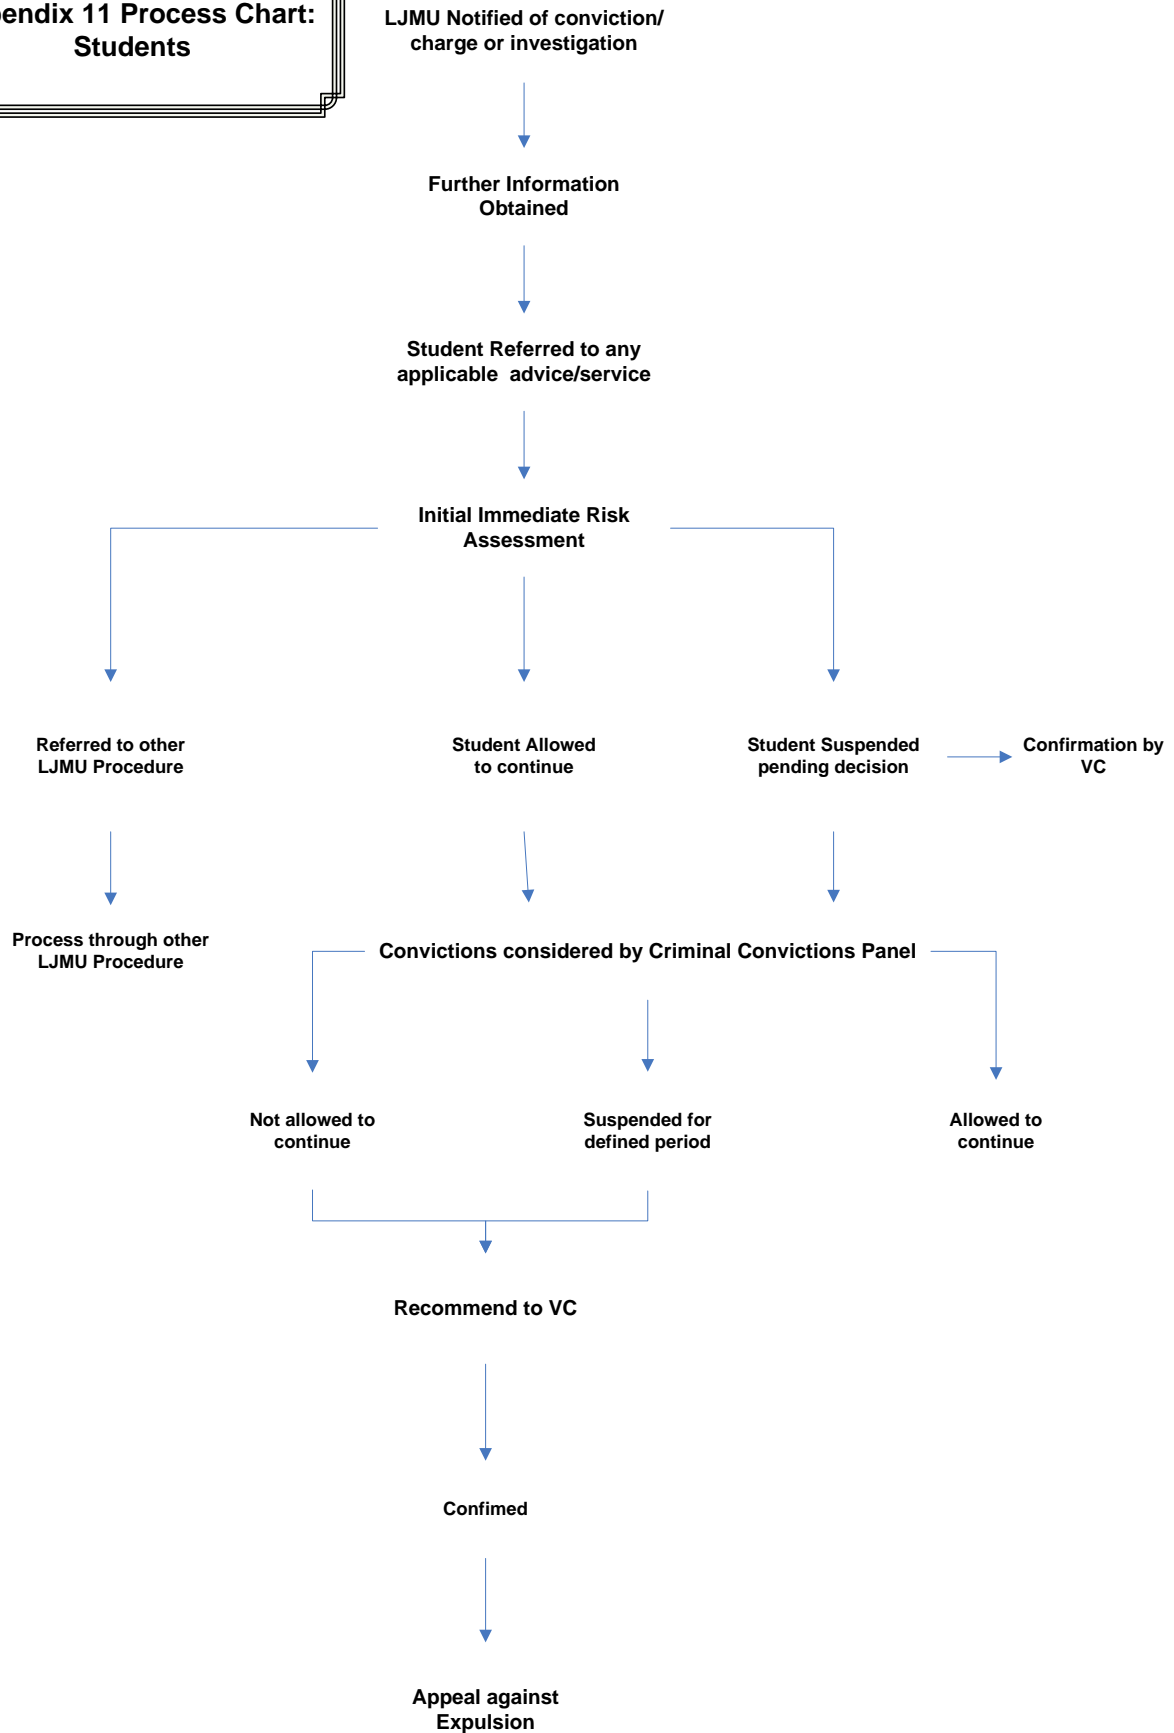 endix 11 Process Chart:
Students
LJMU Notified of conviction/
charge or investigation
Further Information
Obtained
Student Referred to any
applicable  advice/service
Initial Immediate Risk
Assessment
Referred to other
LJMU Procedure
Student Allowed
to continue
Student Suspended
pending decision
Confirmation by
VC
Process through other
LJMU Procedure
Convictions considered by Criminal Convictions Panel
Not allowed to
continue
Suspended for
defined period
Allowed to
continue
Recommend to VC
Confimed
Appeal against
Expulsion